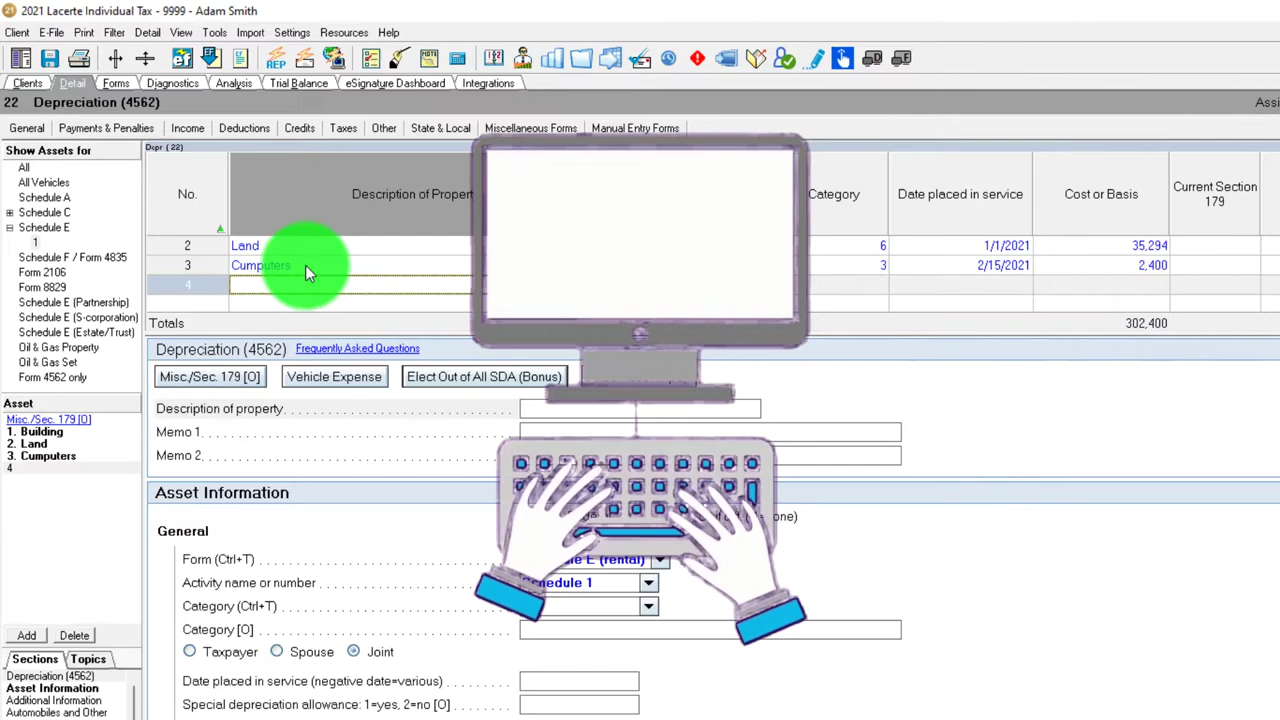 21 2021 Lacerte Individual Tax - 9999 - Adam Smith
Client E-File Print Filter Detail View Tools Import Settings Resources Help
REP
Clients Detail Forms Diagnostics Analysis Trial Balance eSignature Dashboard Integrations
22 Depreciation (4562) Assi
General Payments & Penalties Income Deductions Credits Taxes Other State & Local Miscellaneous Forms Manual Entry Forms
Show Assets for
All
All Vehicles
Schedule A
Schedule C
Schedule E
1
Schedule F / Form 4835
Form 2106
Form 8829
Schedule E (Partnership)
Schedule E (S-corporation)
Schedule E (Estate/Trust)
Oil & Gas Property
Oil & Gas Set
Form 4562 only
Asset
Misc./Sec. 179 [O]
1. Building
2. Land
3. Cumputers
4
Add Delete
Sections Topics
Depreciation (4562)
Asset Information
Additional Information
Automobiles and Other
Depr (22)
No. Description of Propert Category Date placed in service Cost or Basis Current Section 179
2 Land 6 1/1/2021 35,294
3 Cumputers 3 2/15/2021 2,400
4
Totals 302,400
Depreciation (4562) Frequently Asked Questions
Misc./Sec. 179 [O] Vehicle Expense Elect Out of All SDA (Bonus)
Description of property
Memo 1
Memo 2
Asset Information
General
Form (Ctrl+T) E (rental)
Activity name or number chedule 1
Category (Ctrl+T)
Category [O]
Taxpayer Spouse Joint
Date placed in service (negative date=various)
Special depreciation allowance: 1=yes, 2=no [O]